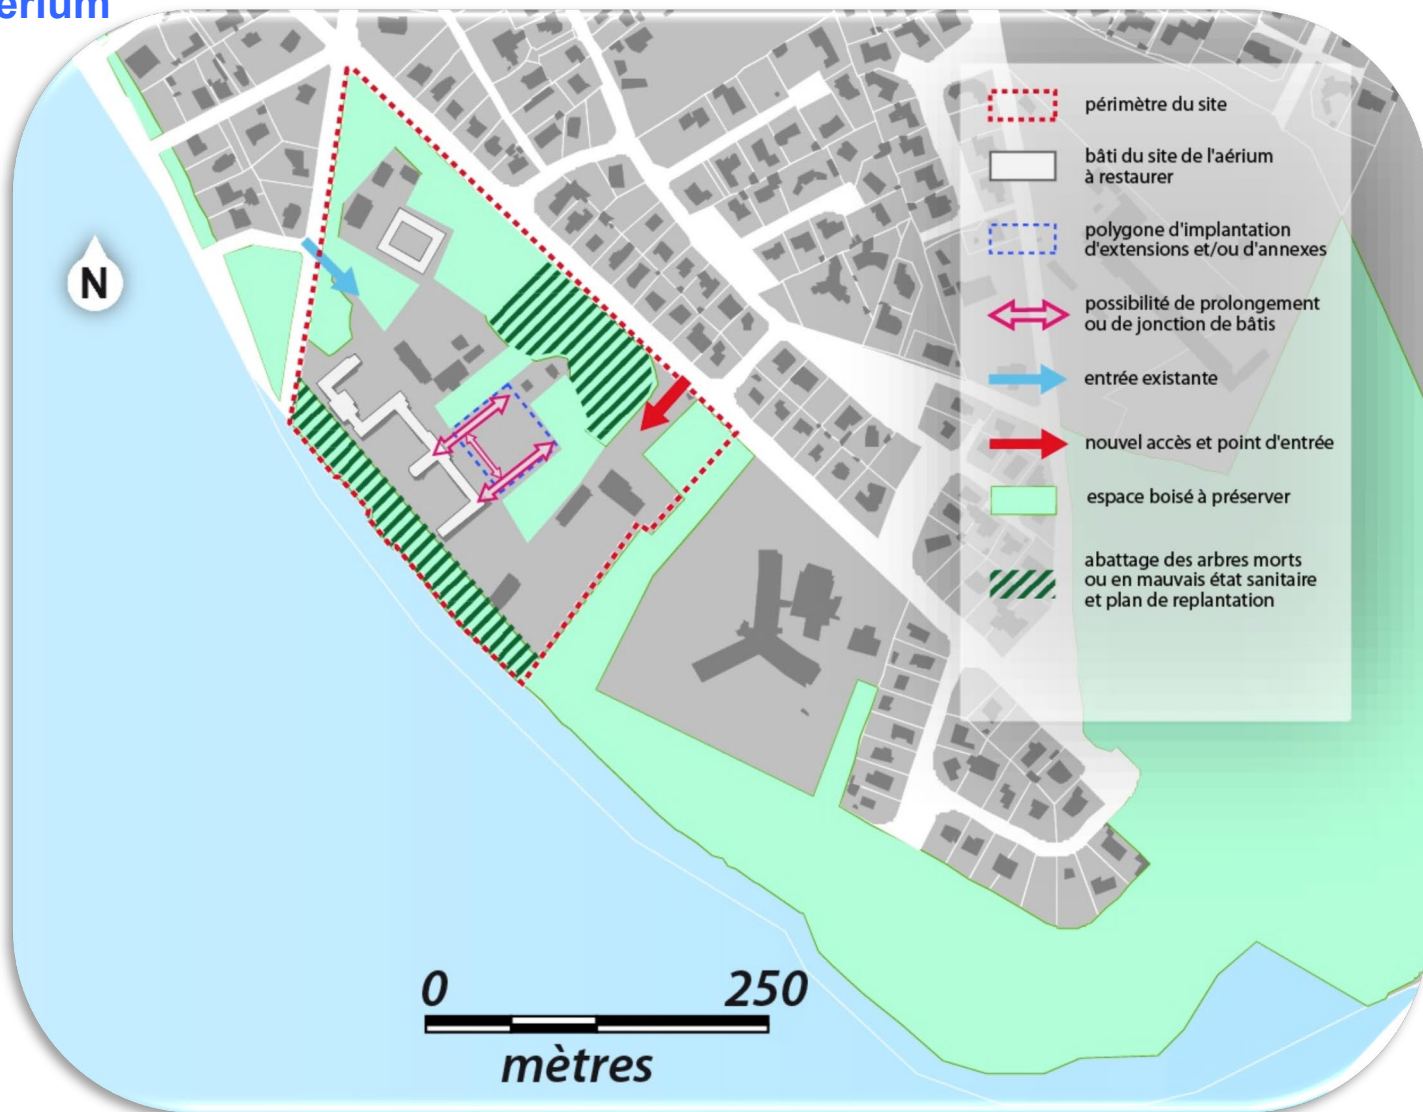 érium
périmètre du site
bâti du site de l'aérium
à restaurer
polygone d'implantation
d'extensions et/ou d'annexes
possibilité de prolongement
ou de jonction de bâtis
entrée existante
nouvel accès et point d'entrée
espace boisé à préserver
abattage des arbres morts
ou en mauvais état sanitaire
et plan de replantation
N
0 250
mètres